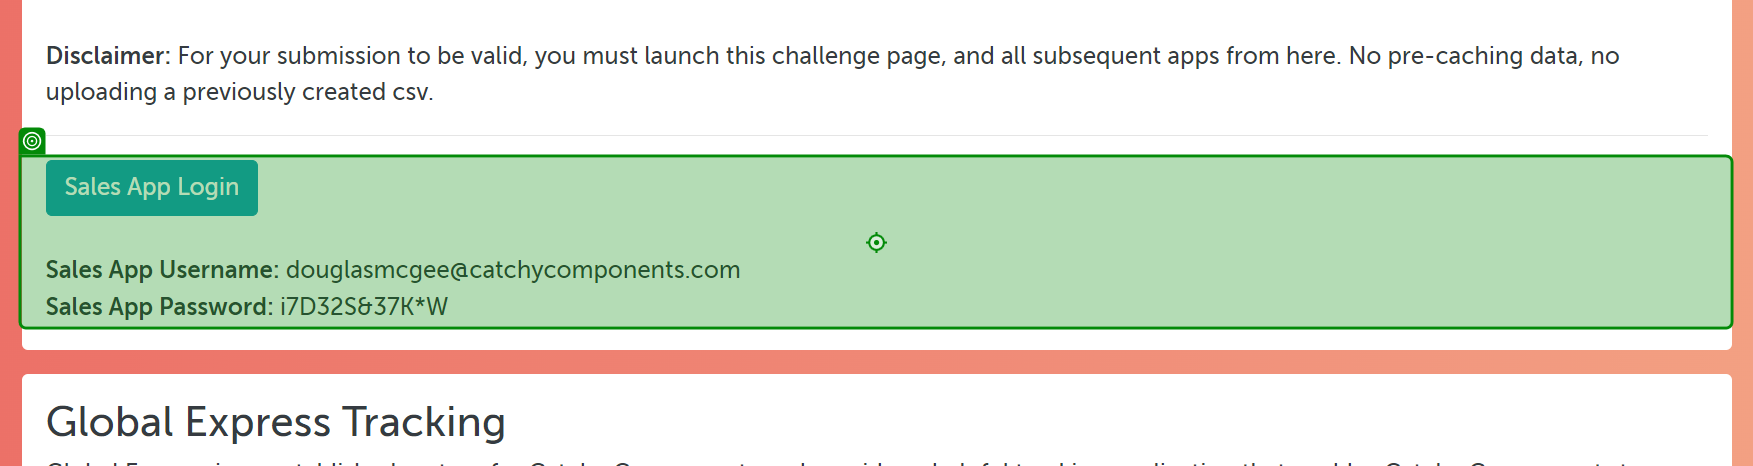 Disclaimer: For your submission to be valid, you must launch this challenge page, and all subsequent apps from here. No pre-caching data, no
uploading a previously created csv.
Sales App Login
Sales App Username: douglasmcgee@catchycomponents.com
Sales App Password: i7D32S&37K*W
Global Express Tracking